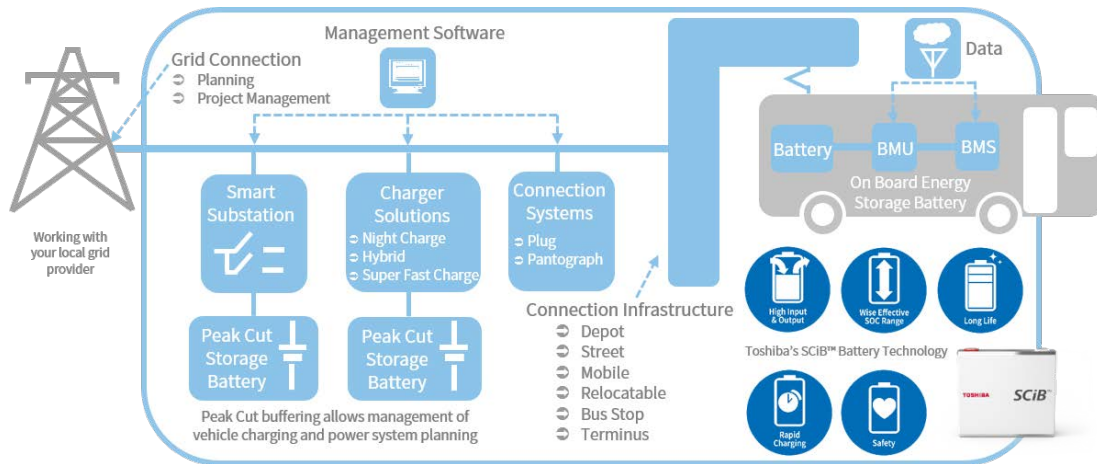 Management Software
Grid Connection
Planning
Project Management
Working with
your local grid
provider
Smart
Substation
Charger
Solutions
Night Charge
Hybrid
Super Fast Charge
Connection
Systems
Plug
Pantograph
Peak Cut
Storage
Battery
Peak Cut
Storage
Battery
Peak Cut buffering allows management of
vehicle charging and power system planning
Connection Infrastructure
Depot
Street
Mobile
Relocatable
Bus Stop
Terminus
Data
Battery
BMU
BMS
On Board Energy
Storage Battery
High Input
& Output
Wise Effective
SOC Range
Long Life
Toshiba's SCiB™ Battery Technology
Rapid
Charging
Safety
TOSHIBA
SCiB™